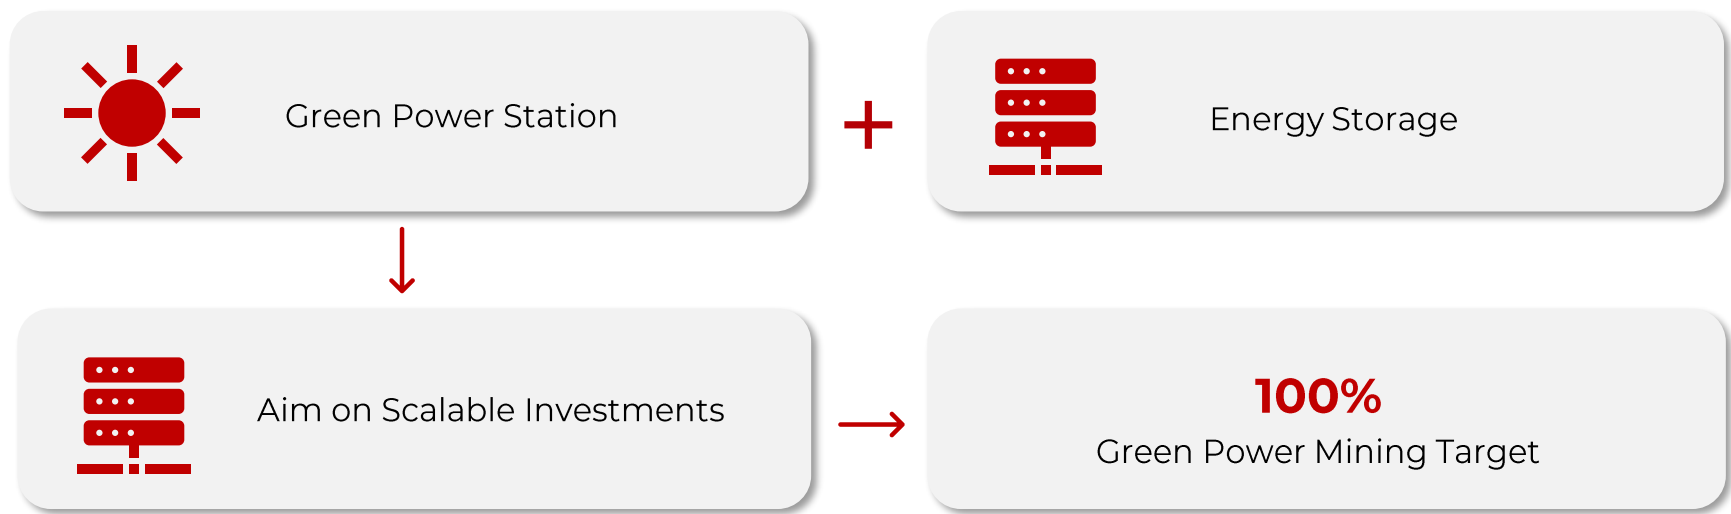 Green Power Station
+
Energy Storage
Aim on Scalable Investments
100%
Green Power Mining Target